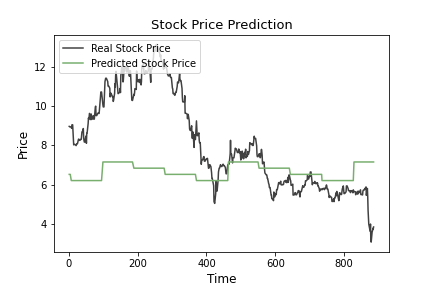 Stock Price Prediction
Real Stock Price
Predicted Stock Price
Price
12
10
8
6
4
0 200 400 600 800
Time